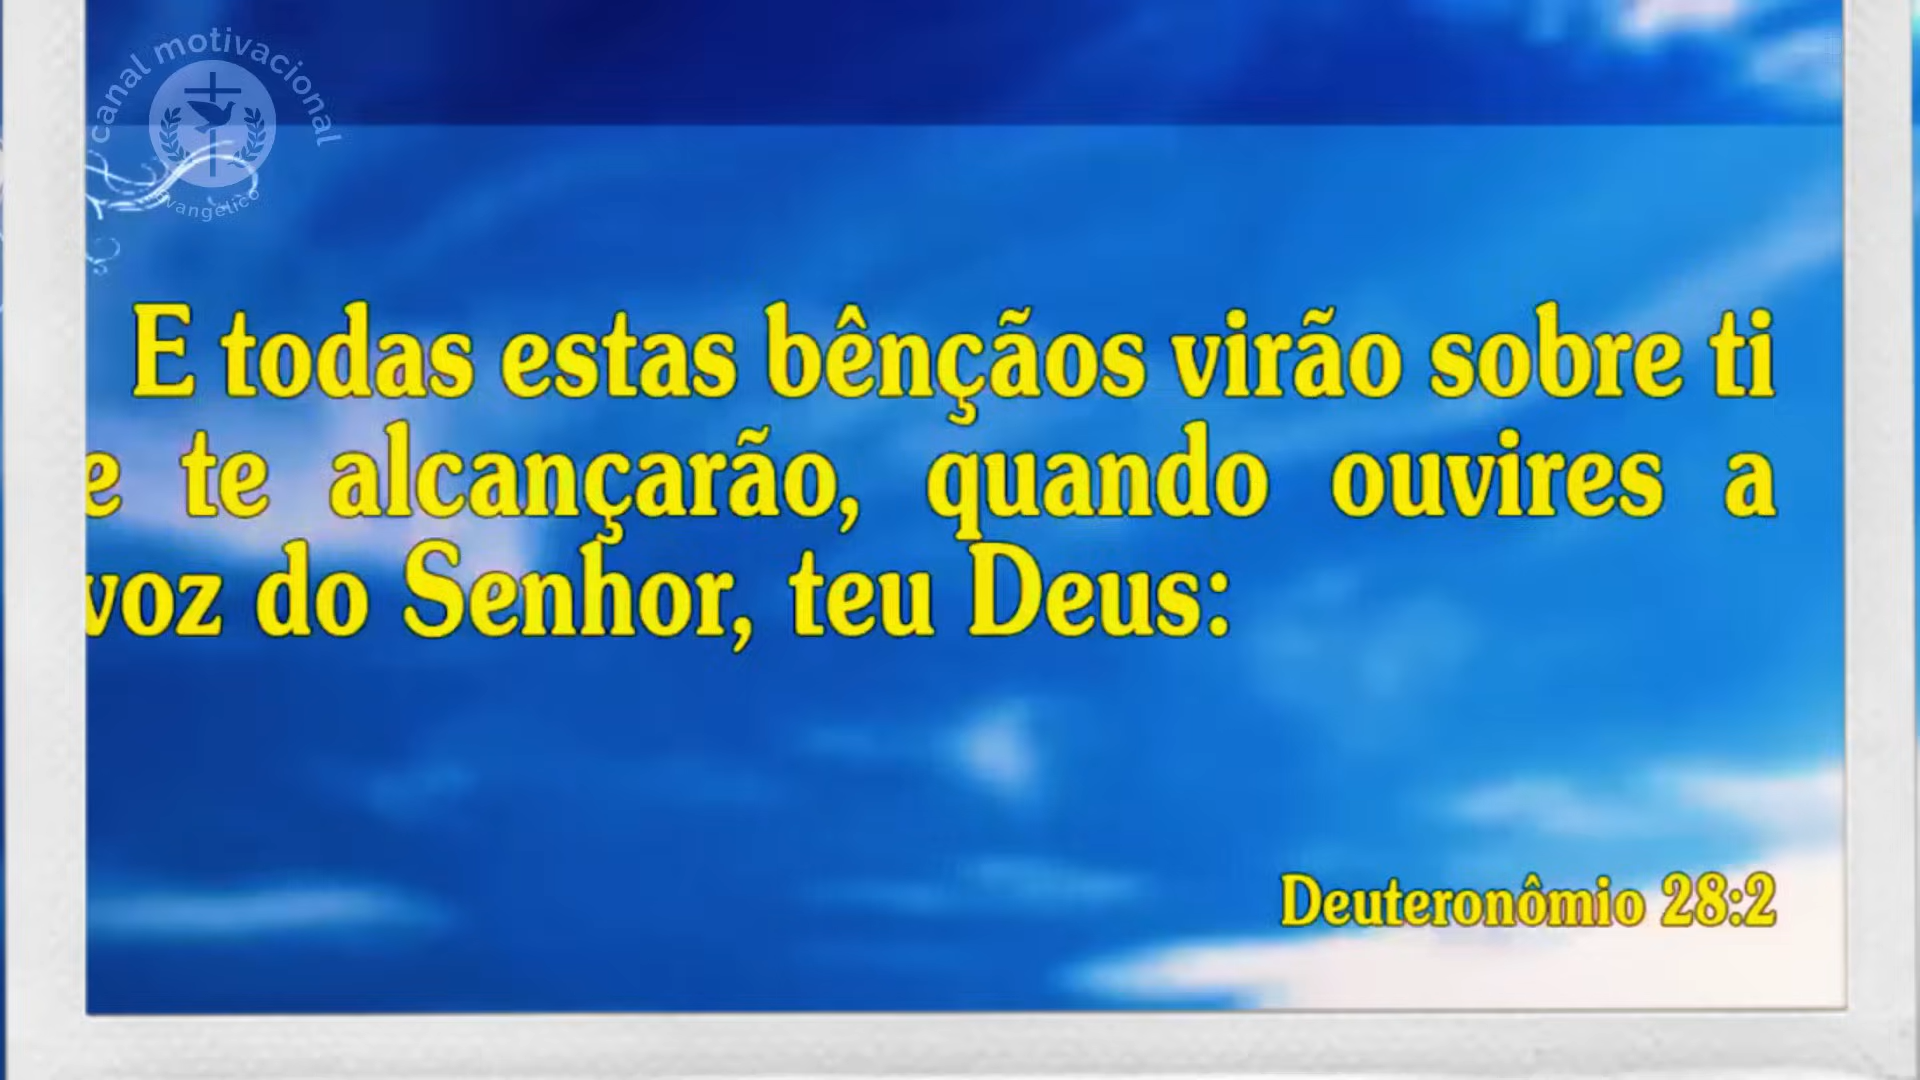 canal motivacional
evangélico
E todas estas bênçãos virão sobre ti
e te alcançarão, quando ouvires a
voz do Senhor, teu Deus:
Deuteronômio 28:2